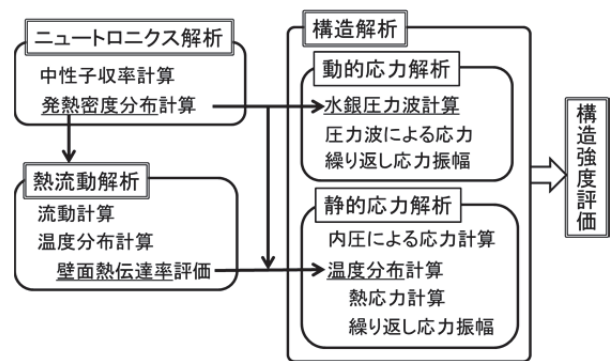 ニュートロニクス解析
中性子収率計算
発熱密度分布計算
熱流動解析
流動計算
温度分布計算
壁面熱伝達率評価
構造解析
動的応力解析
水銀圧力波計算
圧力波による応力
繰り返し応力振幅
静的応力解析
内圧による応力計算
温度分布計算
熱応力計算
繰り返し応力振幅
構造強度評価